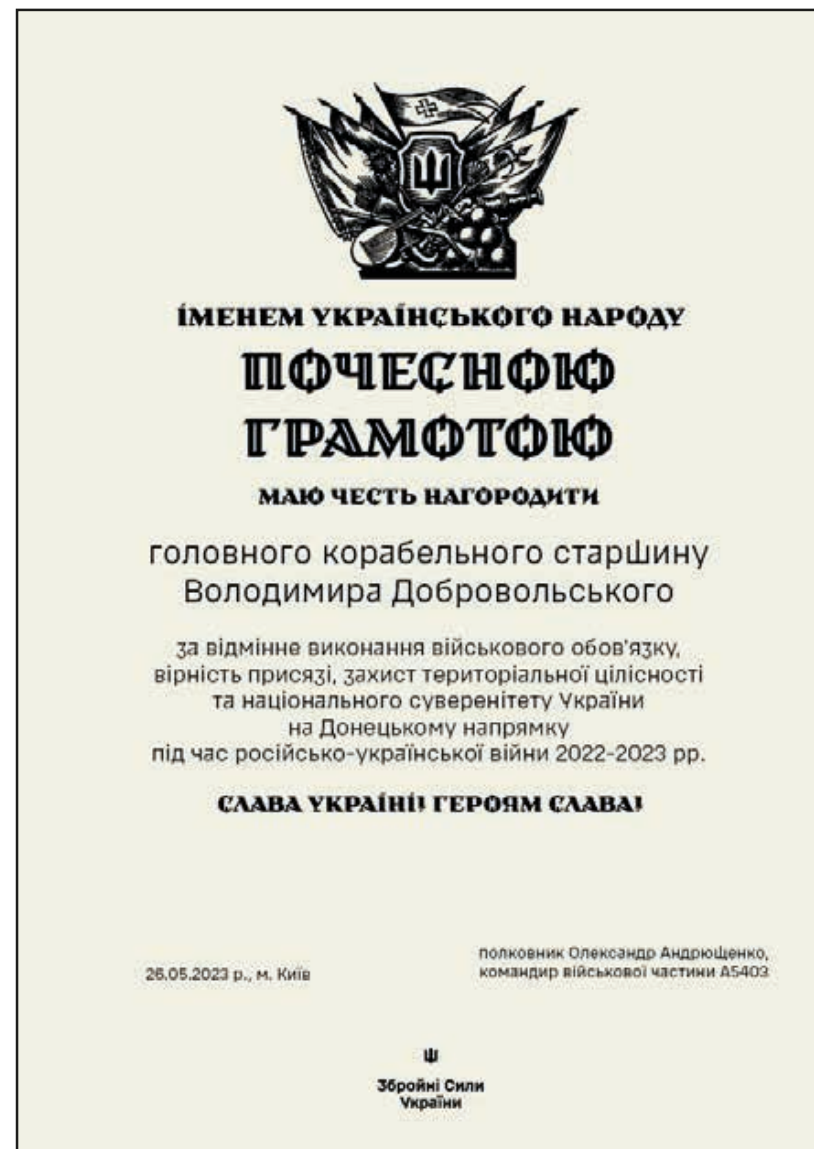 ІМЕНЕМ УКРАЇНСЬКОГО НАРОДУ
ПОЧЕСНОЮ
ГРАМОТОЮ
МАЮ ЧЕСТЬ НАГОРОДИТИ
головного корабельного старшину
Володимира Добровольського
за відмінне виконання військового обов'язку,
вірність присязі, захист територіальної цілісності
та національного суверенітету України
на Донецькому напрямку
під час російсько-української війни 2022-2023 рр.
СЛАВА УКРАЇНІ! ГЕРОЯМ СЛАВА!
26.05.2023 р., м. Київ
полковник Олександр Андрющенко,
командир військової частини А5403
Збройні Сили
України